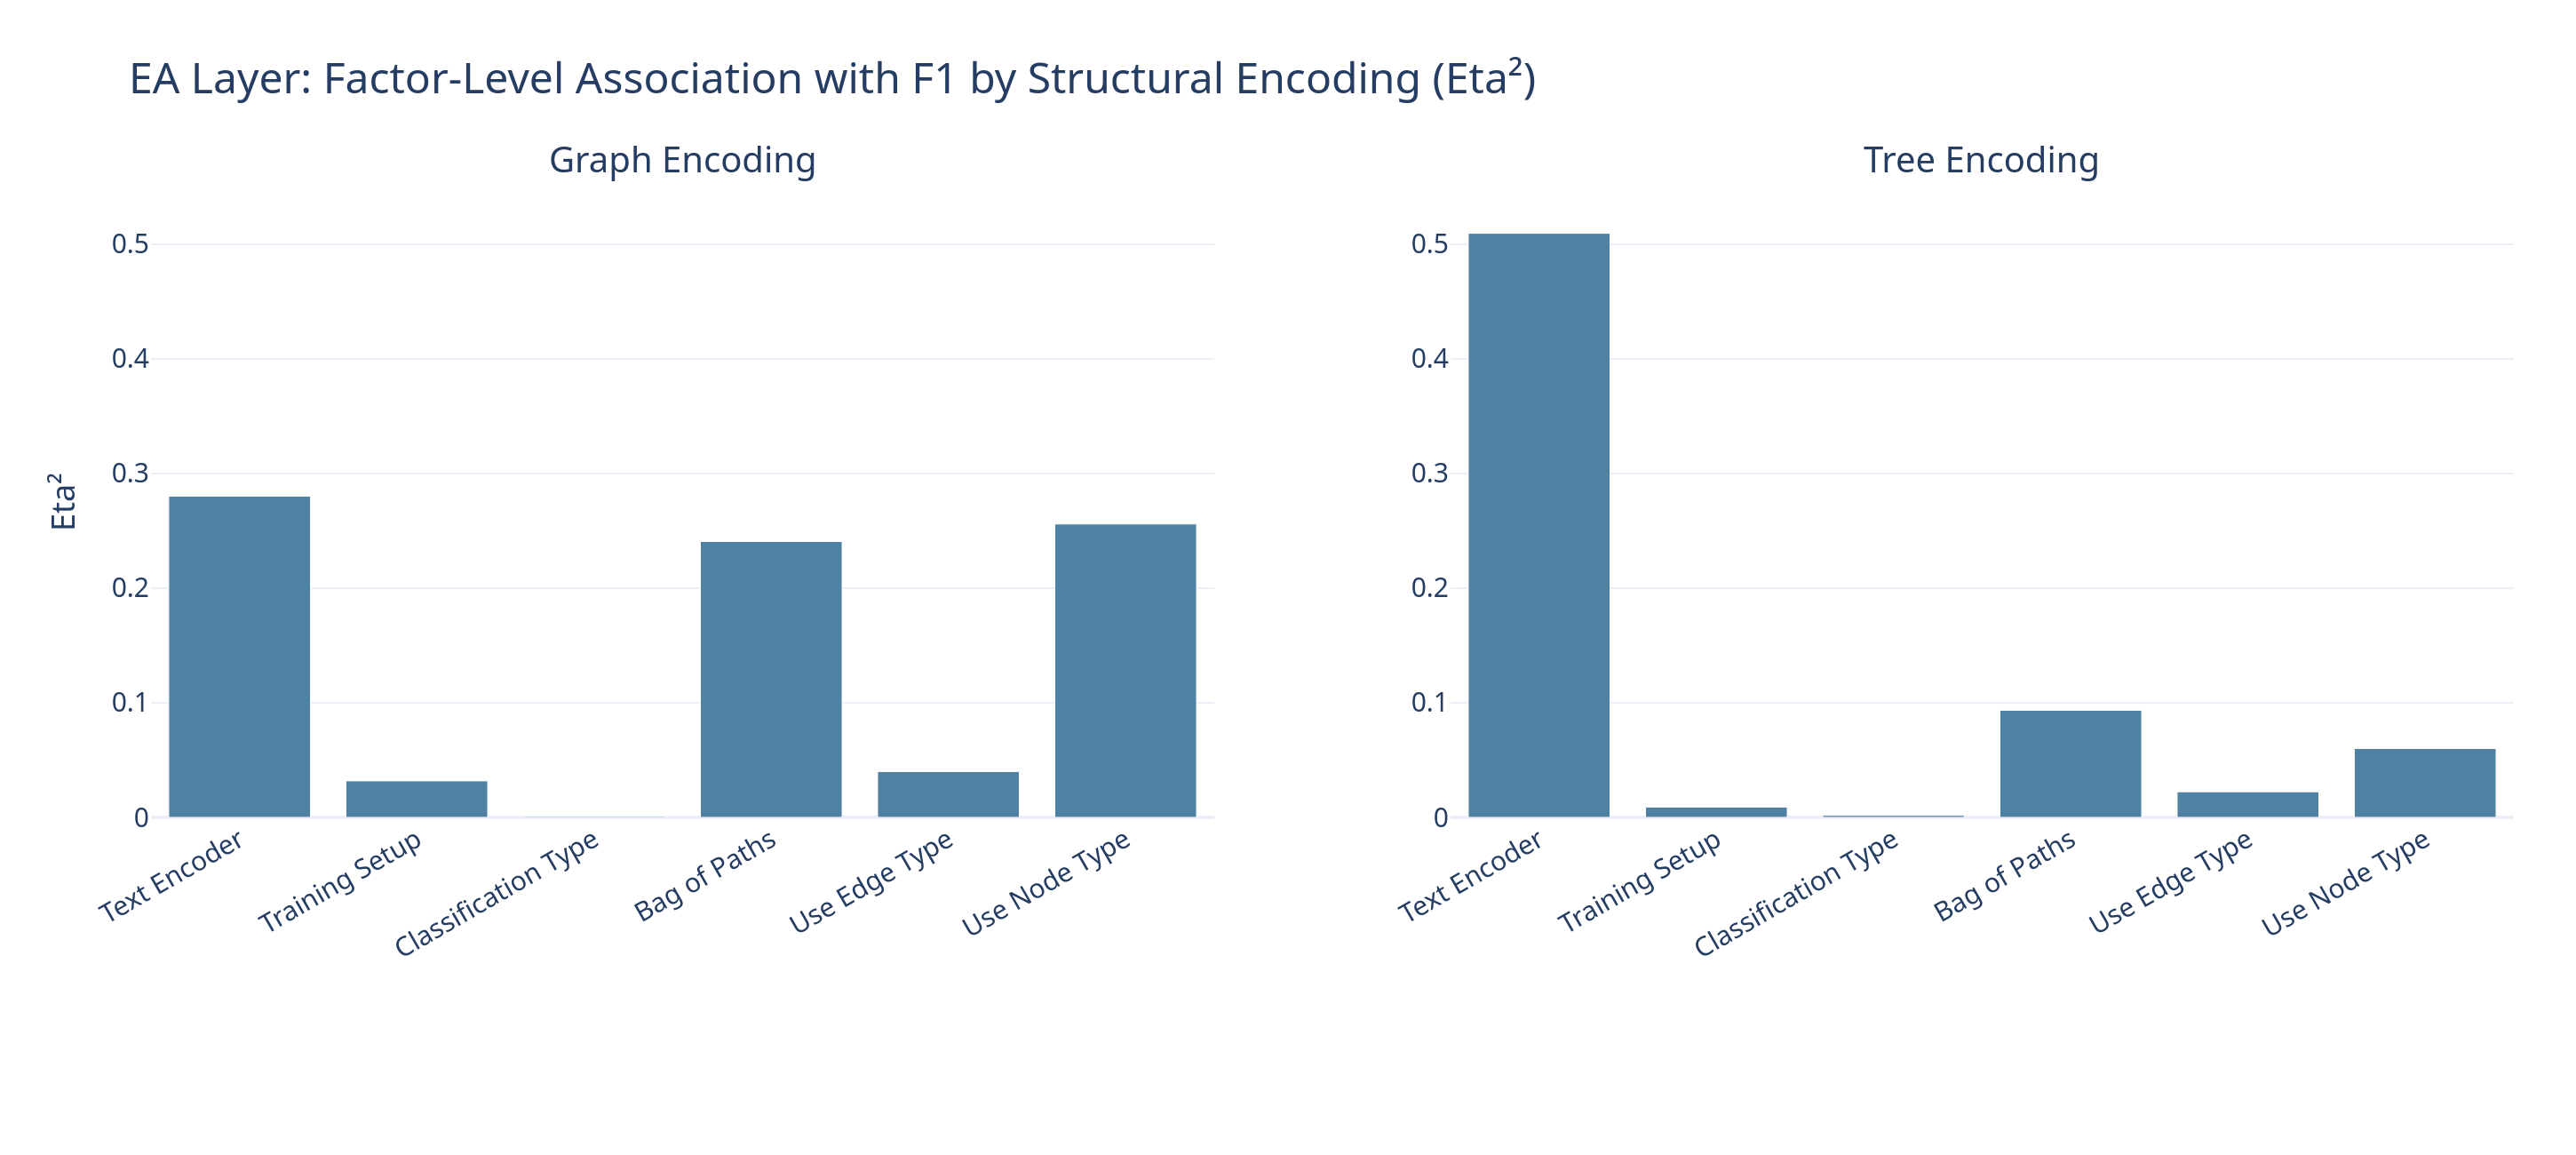 EA Layer: Factor-Level Association with F1 by Structural Encoding (Eta²)
Graph Encoding
Eta²
0.5
0.4
0.3
0.2
0.1
0
Text Encoder
Training Setup
Classification Type
Bag of Paths
Use Edge Type
Use Node Type
Tree Encoding
0.5
0.4
0.3
0.2
0.1
0
Text Encoder
Training Setup
Classification Type
Bag of Paths
Use Edge Type
Use Node Type